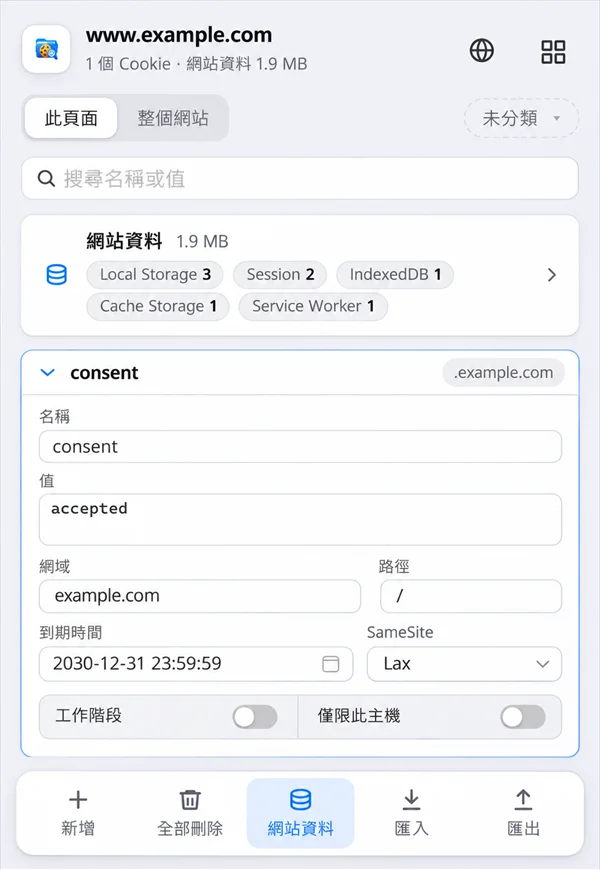 www.example.com
1 個 Cookie · 網站資料 1.9 MB
此頁面 整個網站 未分類
搜尋名稱或值
網站資料 1.9 MB
Local Storage 3 Session 2 IndexedDB 1
Cache Storage 1 Service Worker 1
consent .example.com
名稱
consent
值
accepted
網域 路徑
example.com /
到期時間 SameSite
2030-12-31 23:59:59 Lax
工作階段 僅限此主機
新增 全部刪除 網站資料 匯入 匯出